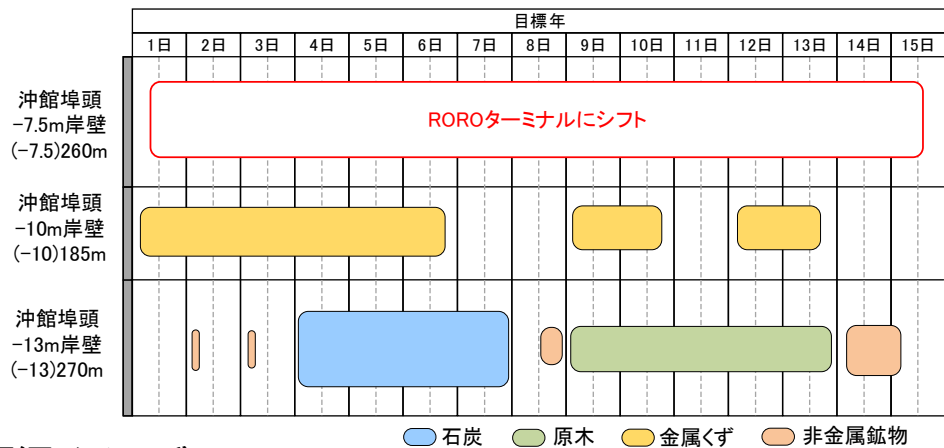 目標年
1日 2日 3日 4日 5日 6日 7日 8日 9日 10日 11日 12日 13日 14日 15日
沖館埠頭
-7.5m岸壁
(-7.5)260m
ROROターミナルにシフト
沖館埠頭
-10m岸壁
(-10)185m
沖館埠頭
-13m岸壁
(-13)270m
石炭 原木 金属くず 非金属鉱物